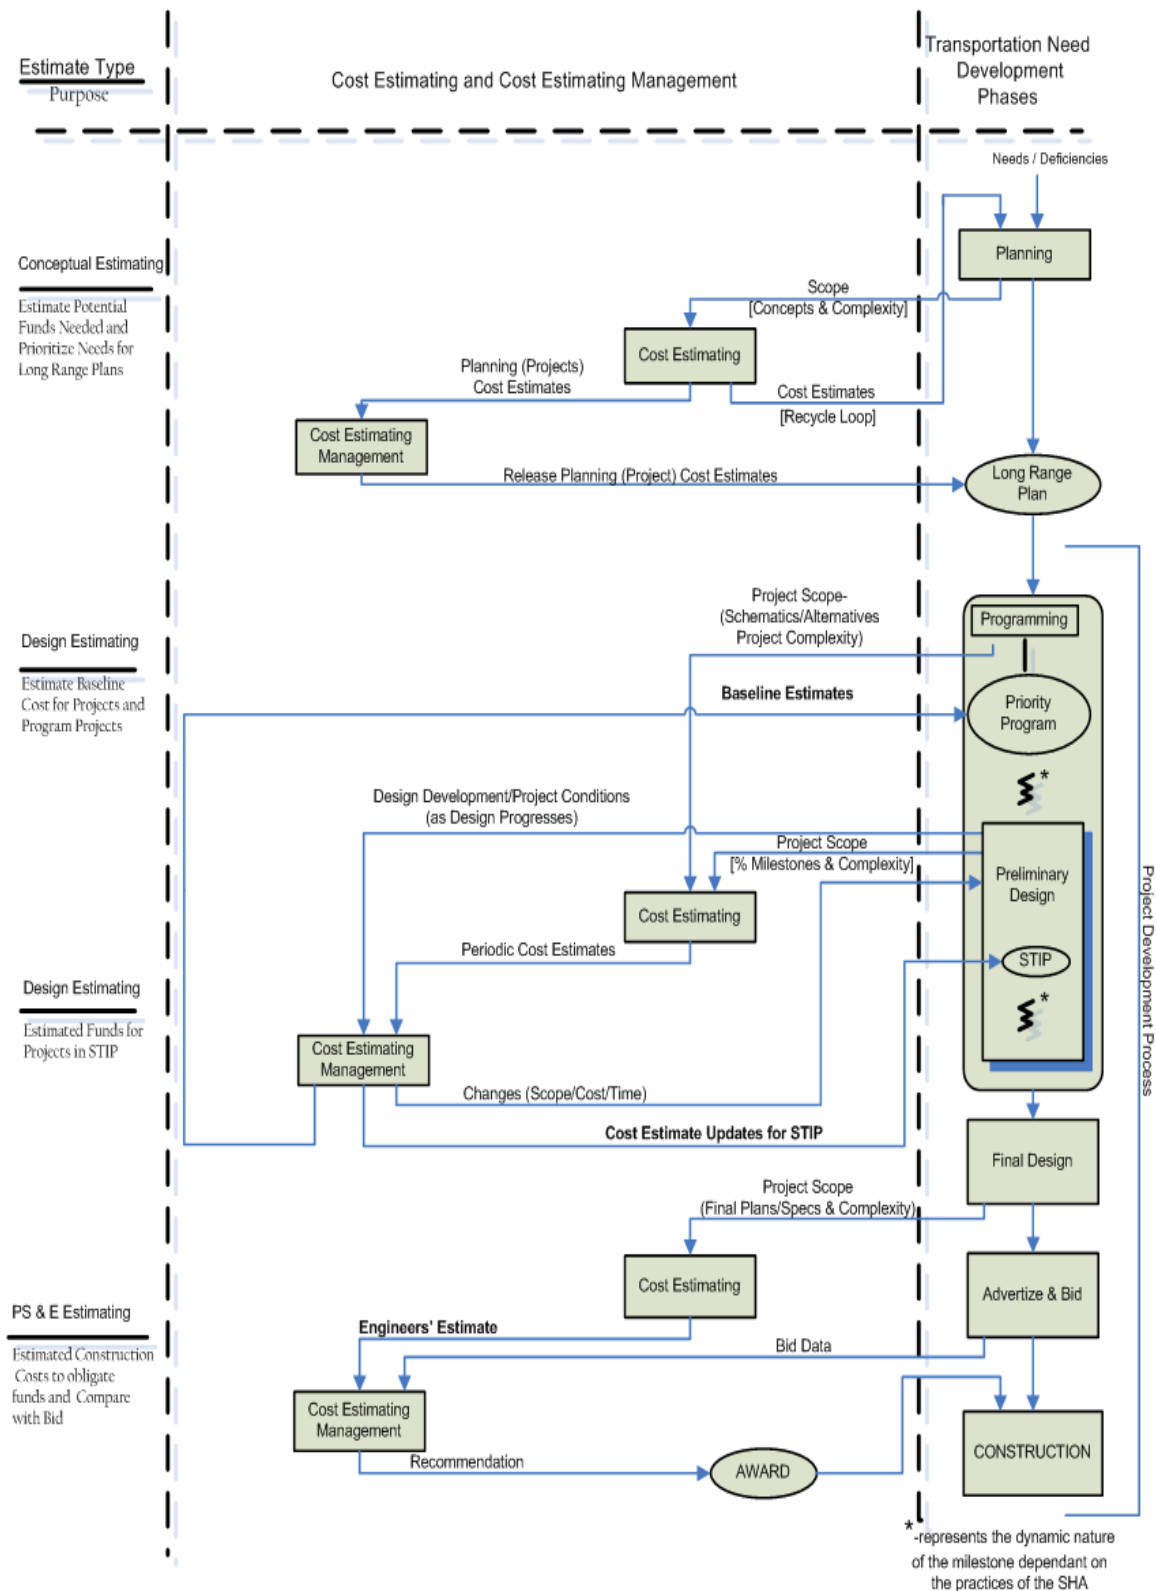 Estimate Type
Purpose
Cost Estimating and Cost Estimating Management
Transportation Need
Development
Phases
Needs / Deficiencies
Planning
Conceptual Estimating
Estimate Potential
Funds Needed and
Prioritize Needs for
Long Range Plans
Scope
[Concepts & Complexity]
Cost Estimating
Planning (Projects)
Cost Estimates
Cost Estimates
[Recycle Loop]
Cost Estimating
Management
Release Planning (Project) Cost Estimates
Long Range
Plan
Project Scope-
(Schematics/Alternatives
Project Complexity)
Programming
Design Estimating
Estimate Baseline
Cost for Projects and
Program Projects
Baseline Estimates
Priority
Program
*
Design Development/Project Conditions
(as Design Progresses)
Project Scope
[% Milestones & Complexity]
Preliminary
Design
Project Development Process
Cost Estimating
Periodic Cost Estimates
STIP
*
Design Estimating
Estimated Funds for
Projects in STIP
Cost Estimating
Management
Changes (Scope/Cost/Time)
Cost Estimate Updates for STIP
Final Design
Project Scope
(Final Plans/Specs & Complexity)
Cost Estimating
Advertize & Bid
PS & E Estimating
Estimated Construction
Costs to obligate
funds and Compare
with Bid
Engineers' Estimate
Bid Data
Cost Estimating
Management
Recommendation
AWARD
CONSTRUCTION
*-represents the dynamic nature
of the milestone dependant on
the practices of the SHA